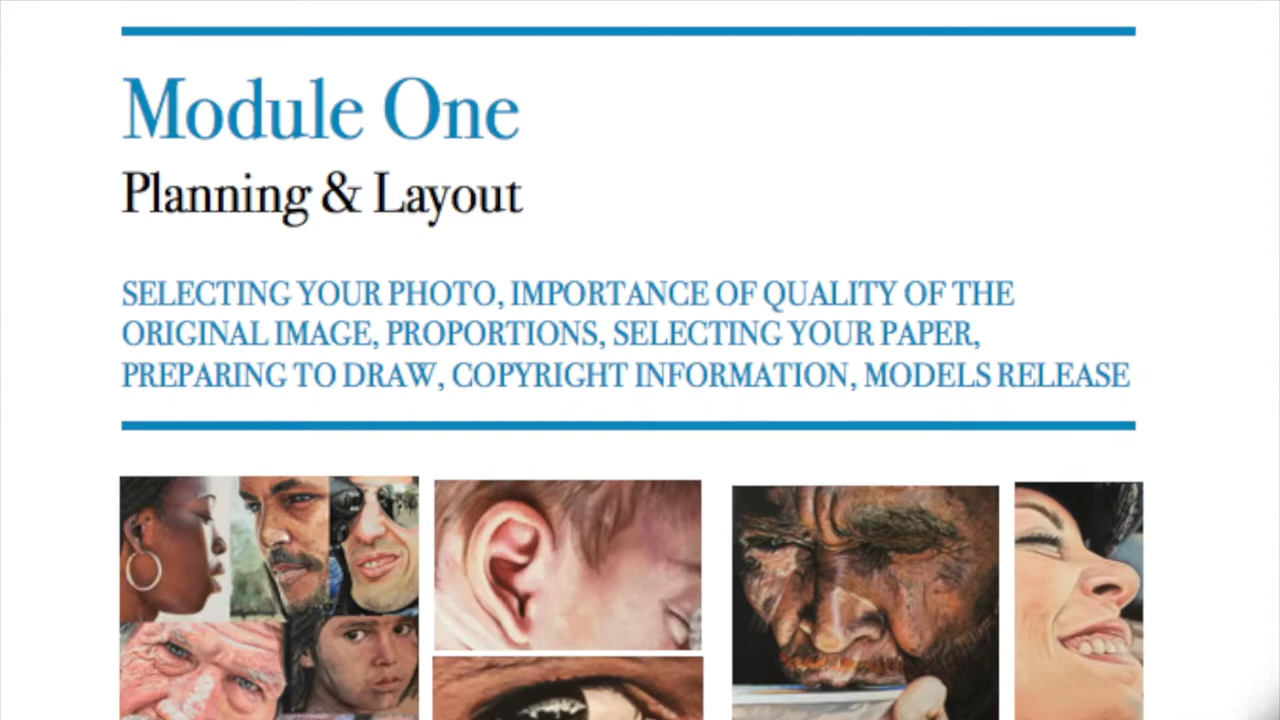 Module One
Planning & Layout
SELECTING YOUR PHOTO, IMPORTANCE OF QUALITY OF THE
ORIGINAL IMAGE, PROPORTIONS, SELECTING YOUR PAPER,
PREPARING TO DRAW, COPYRIGHT INFORMATION, MODELS RELEASE